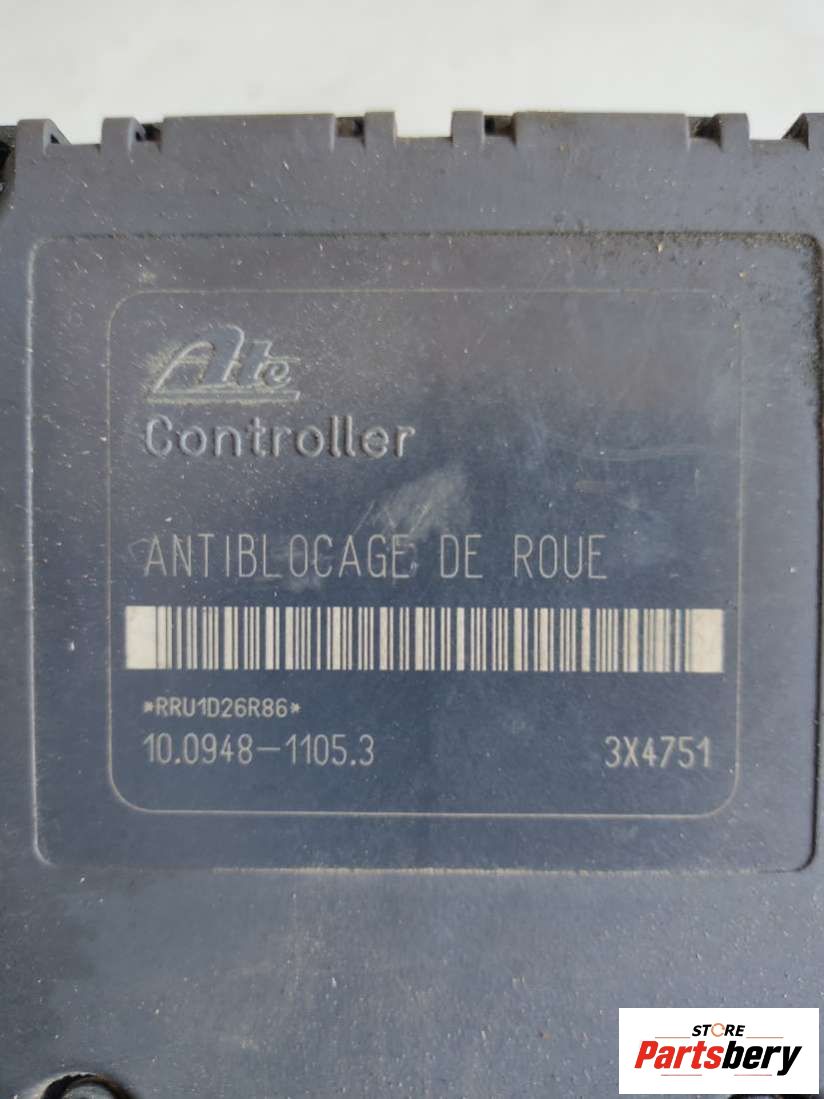 Ate
Controller
ANTIBLOCAGE DE ROUE
*RRU1D26R86*
10.0948-1105.3 3X4751
STORE
Partsbery